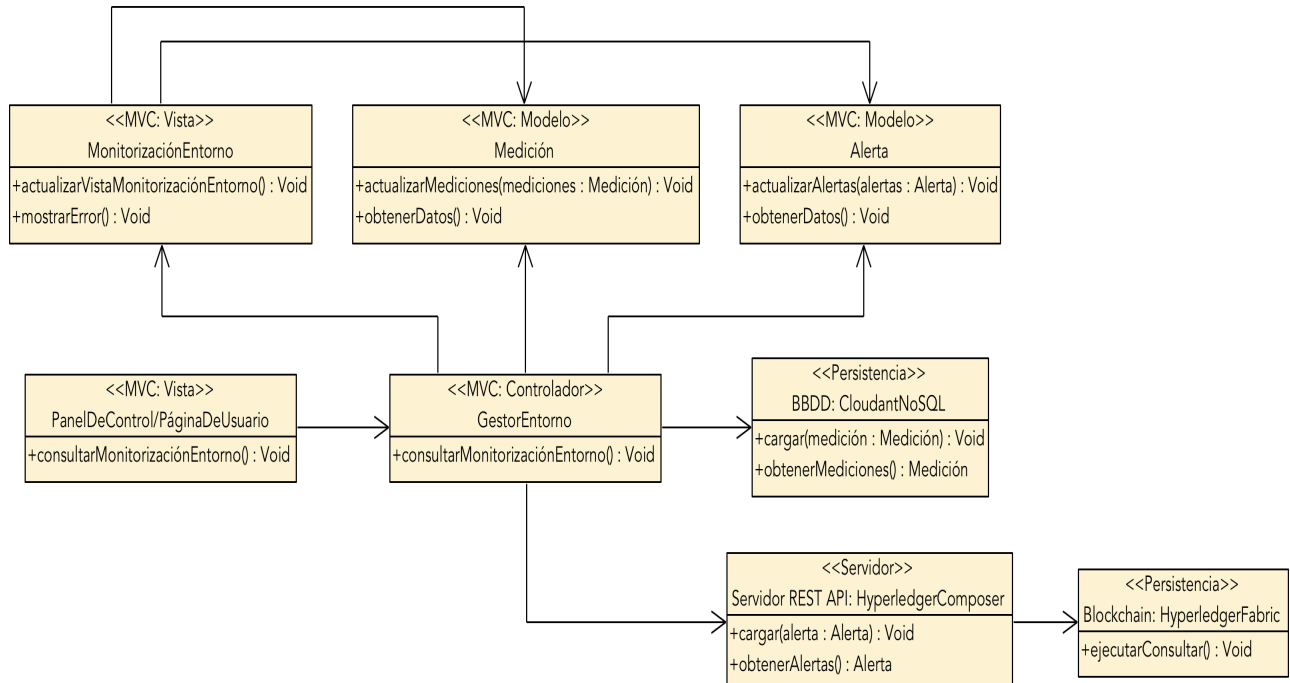 <<MVC: Vista>>
MonitorizaciónEntorno
+actualizarVistaMonitorizaciónEntorno() : Void
+mostrarError() : Void
<<MVC: Modelo>>
Medición
+actualizarMediciones(mediciones : Medición) : Void
+obtenerDatos() : Void
<<MVC: Modelo>>
Alerta
+actualizarAlertas(alertas : Alerta) : Void
+obtenerDatos() : Void
<<MVC: Vista>>
PanelDeControl/PáginaDeUsuario
+consultarMonitorizaciónEntorno() : Void
<<MVC: Controlador>>
GestorEntorno
+consultarMonitorizaciónEntorno() : Void
<<Persistencia>>
BBDD: CloudantNoSQL
+cargar(medición : Medición) : Void
+obtenerMediciones() : Medición
<<Servidor>>
Servidor REST API: HyperledgerComposer
+cargar(alerta : Alerta) : Void
+obtenerAlertas() : Alerta
<<Persistencia>>
Blockchain: HyperledgerFabric
+ejecutarConsultar() : Void